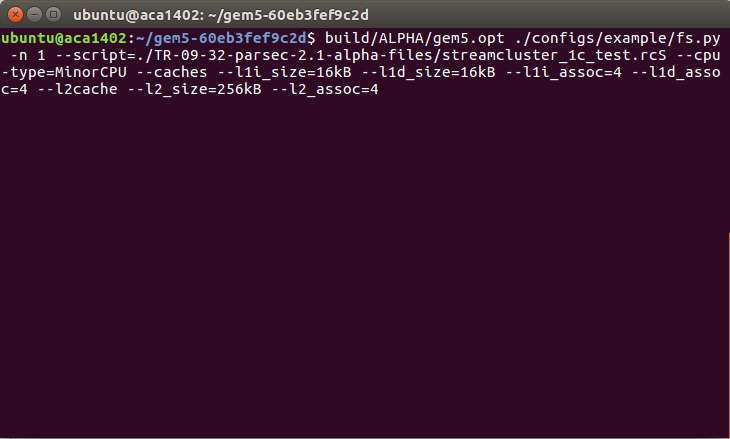 ubuntu@aca1402: ~/gem5-60eb3fef9c2d
ubuntu@aca1402:~/gem5-60eb3fef9c2d$ build/ALPHA/gem5.opt ./configs/example/fs.py
 -n 1 --script=./TR-09-32-parsec-2.1-alpha-files/streamcluster_1c_test.rcS --cpu
-type=MinorCPU --caches --l1i_size=16kB --l1d_size=16kB --l1i_assoc=4 --l1d_asso
c=4 --l2cache --l2_size=256kB --l2_assoc=4